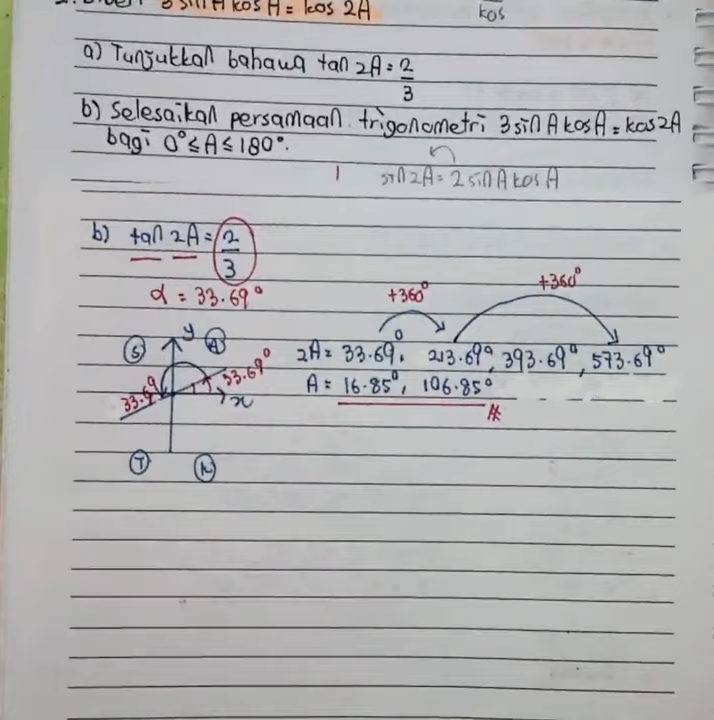 3 sin A kos A = kos 2A
kos
a) Tunjukkan bahawa tan 2A = 2/3
b) Selesaikan persamaan trigonometri 3 sin A kos A = kos 2A
bagi 0° ≤ A ≤ 180°.
sin 2A = 2 sin A kos A
b) tan 2A = 2/3
α = 33.69°
+360° +360°
y
S A
2A = 33.69°, 213.69°, 393.69°, 573.69°
33.69° 33.69° x
A = 16.85°, 106.85°
T K